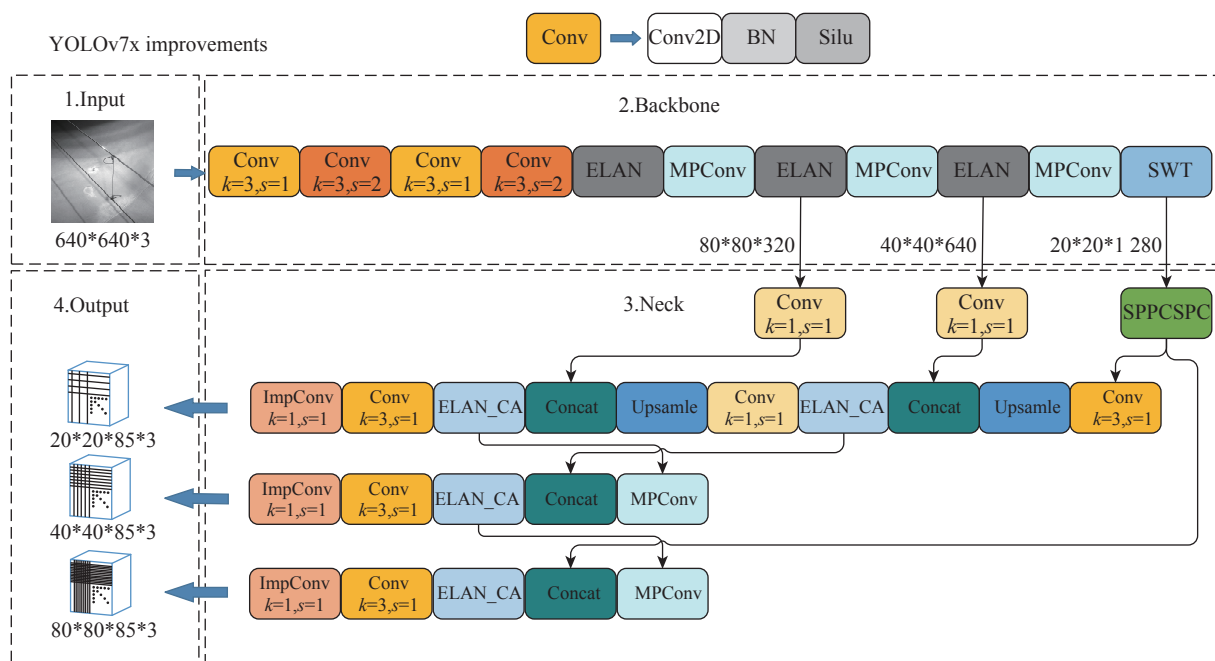 YOLOv7x improvements
Conv
Conv2D
BN
Silu
1.Input
640*640*3
2.Backbone
Conv
k=3,s=1
Conv
k=3,s=2
Conv
k=3,s=1
Conv
k=3,s=2
ELAN
MPConv
ELAN
MPConv
ELAN
MPConv
SWT
80*80*320
40*40*640
20*20*1 280
4.Output
3.Neck
Conv
k=1,s=1
Conv
k=1,s=1
SPPCSPC
20*20*85*3
ImpConv
k=1,s=1
Conv
k=3,s=1
ELAN_CA
Concat
Upsamle
Conv
k=1,s=1
ELAN_CA
Concat
Upsamle
Conv
k=3,s=1
40*40*85*3
ImpConv
k=1,s=1
Conv
k=3,s=1
ELAN_CA
Concat
MPConv
80*80*85*3
ImpConv
k=1,s=1
Conv
k=3,s=1
ELAN_CA
Concat
MPConv